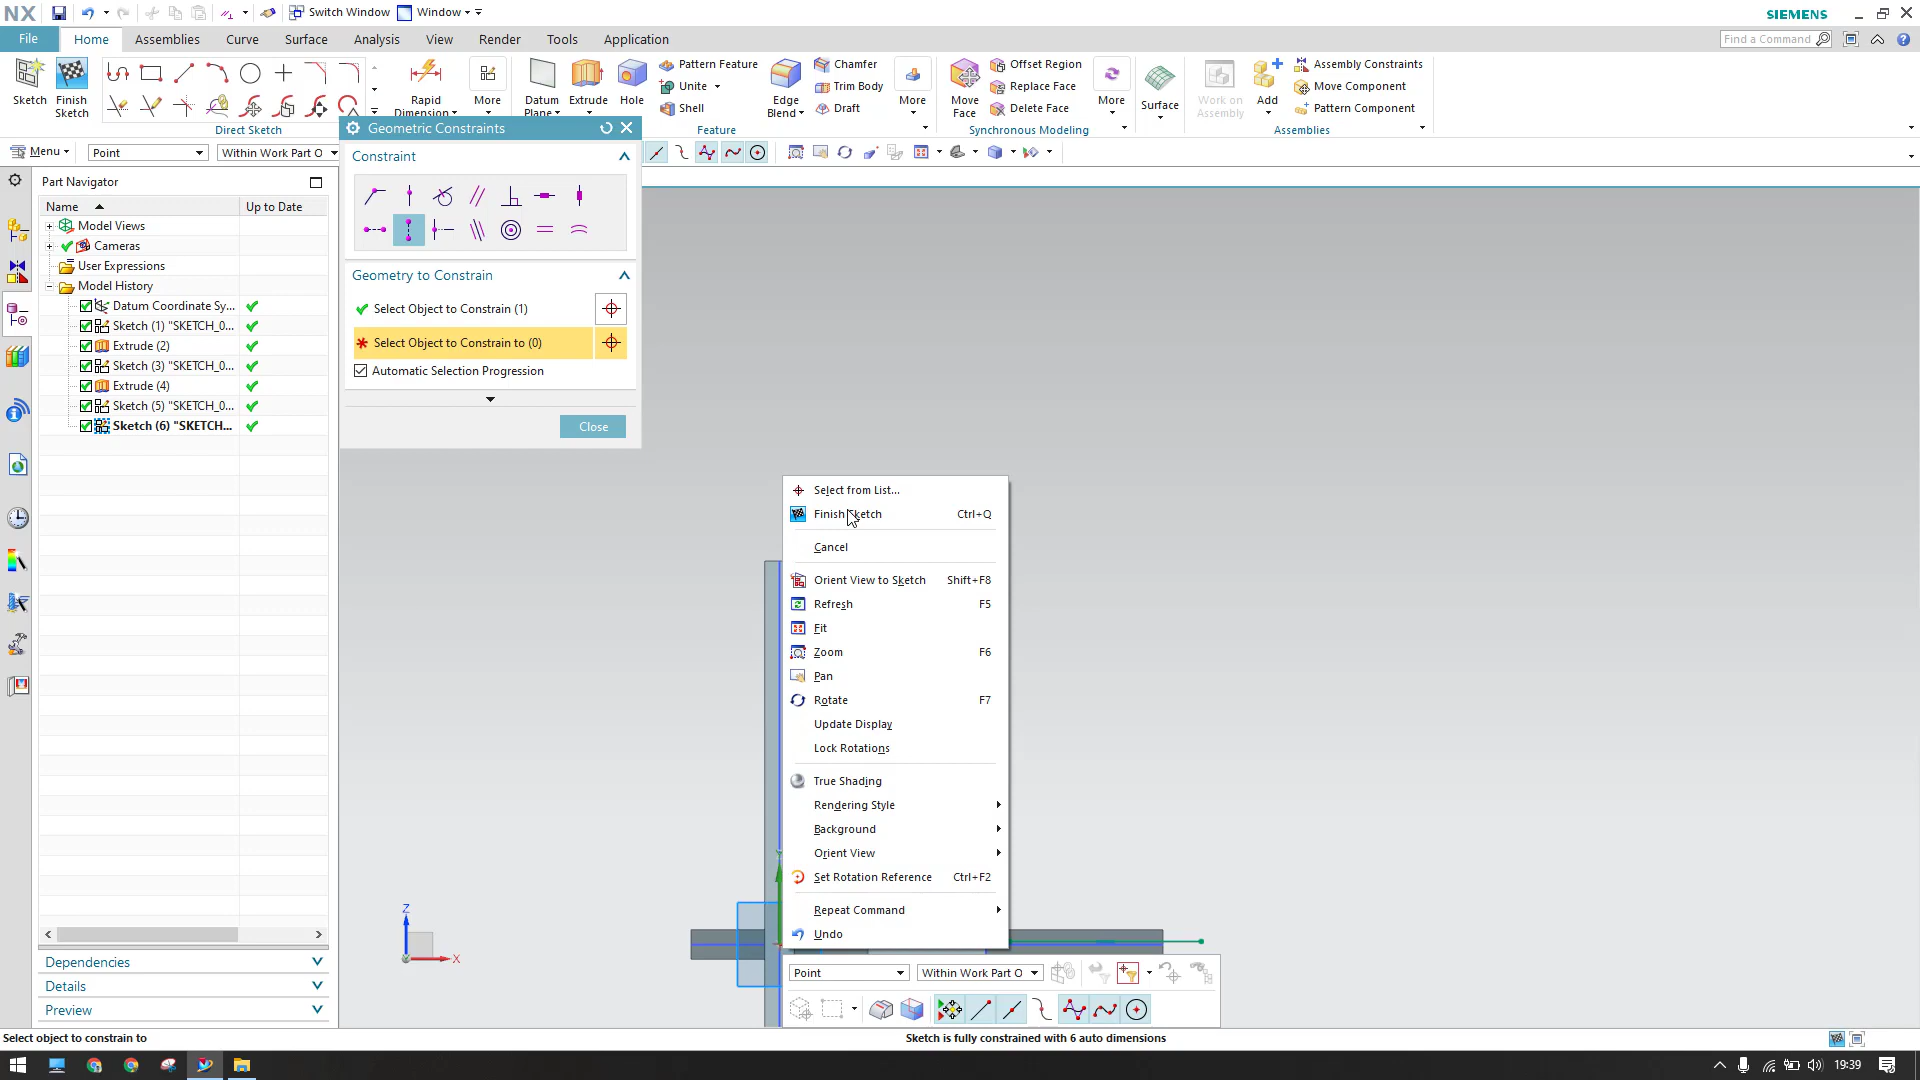 NX
Switch Window
Window
SIEMENS
File
Home
Assemblies
Curve
Surface
Analysis
View
Render
Tools
Application
Find a Command
Sketch
Finish
Sketch
Rapid
Dimension
More
Datum
Plane
Extrude
Hole
Pattern Feature
Unite
Shell
Edge
Blend
Chamfer
Trim Body
Draft
More
Move
Face
Offset Region
Replace Face
Delete Face
More
Surface
Work on
Assembly
Add
Assembly Constraints
Move Component
Pattern Component
Direct Sketch
Feature
Synchronous Modeling
Assemblies
Menu
Point
Within Work Part O
Geometric Constraints
Constraint
Geometry to Constrain
Select Object to Constrain (1)
Select Object to Constrain to (0)
Automatic Selection Progression
Close
Part Navigator
Name
Up to Date
Model Views
Cameras
User Expressions
Model History
Datum Coordinate Sy...
Sketch (1) "SKETCH_0...
Extrude (2)
Sketch (3) "SKETCH_0...
Extrude (4)
Sketch (5) "SKETCH_0...
Sketch (6) "SKETCH...
Dependencies
Details
Preview
Select from List...
Finish Sketch Ctrl+Q
Cancel
Orient View to Sketch Shift+F8
Refresh F5
Fit
Zoom F6
Pan
Rotate F7
Update Display
Lock Rotations
True Shading
Rendering Style
Background
Orient View
Set Rotation Reference Ctrl+F2
Repeat Command
Undo
Point
Within Work Part O
Z
X
Select object to constrain to
Sketch is fully constrained with 6 auto dimensions
19:39